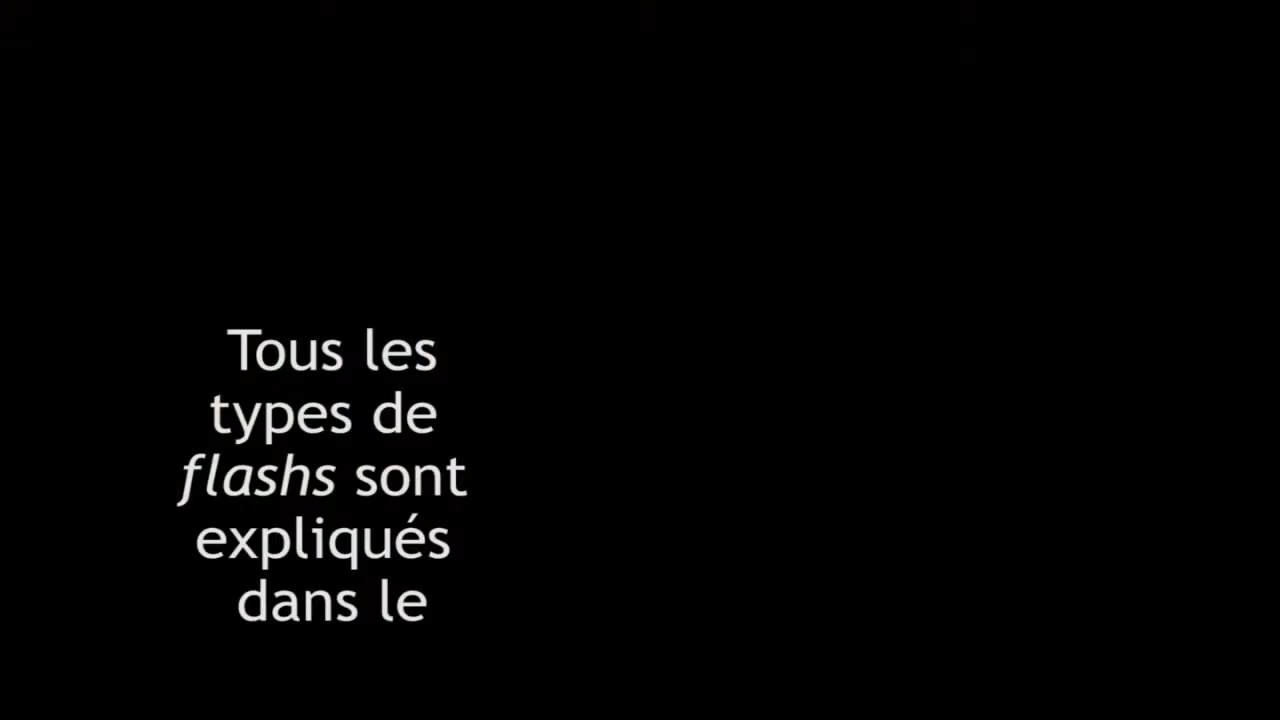 Tous les
types de
flashs sont
expliqués
dans le